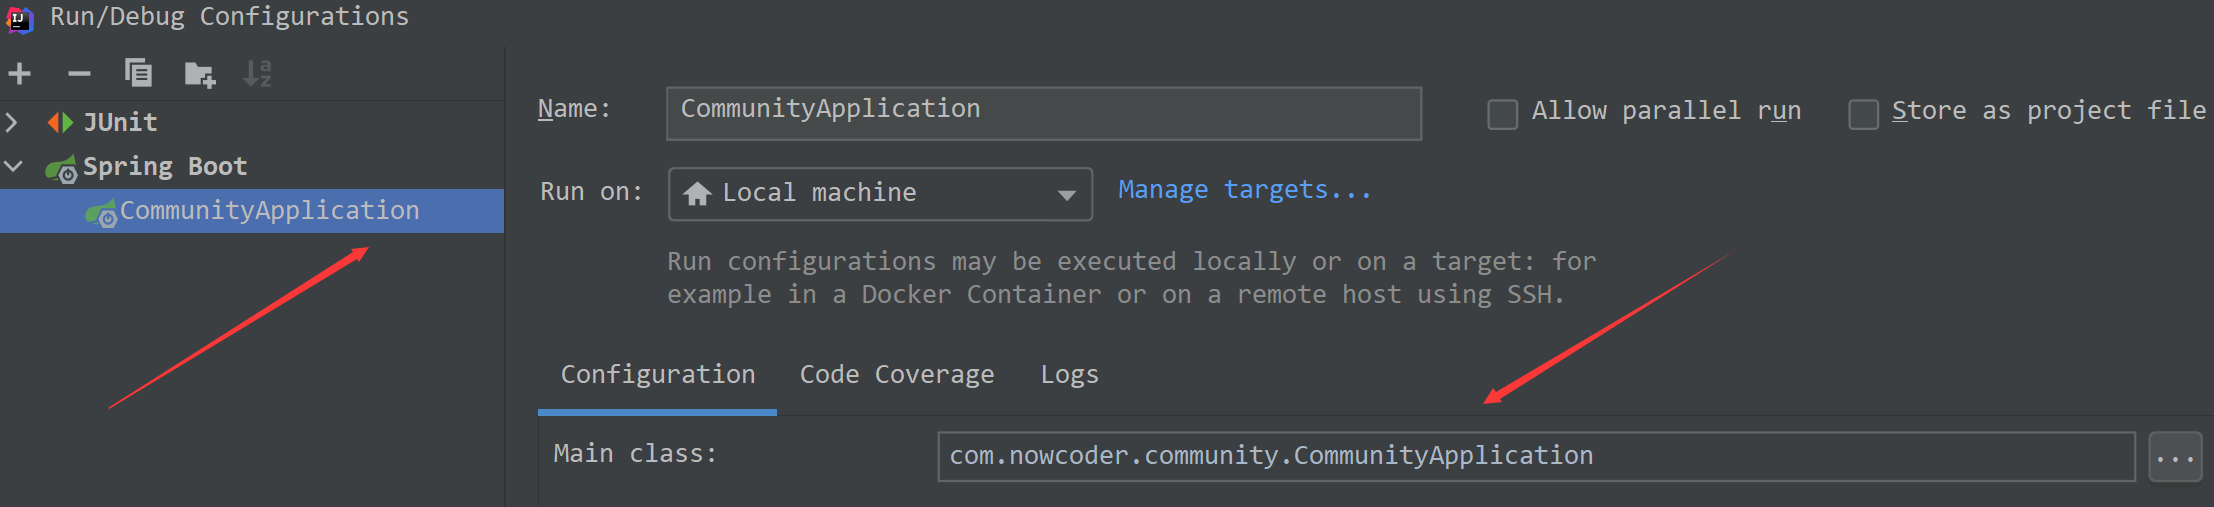 Run/Debug Configurations
JUnit
Spring Boot
CommunityApplication
Name: CommunityApplication Allow parallel run Store as project file
Run on: Local machine Manage targets...
Run configurations may be executed locally or on a target: for
example in a Docker Container or on a remote host using SSH.
Configuration Code Coverage Logs
Main class: com.nowcoder.community.CommunityApplication ...